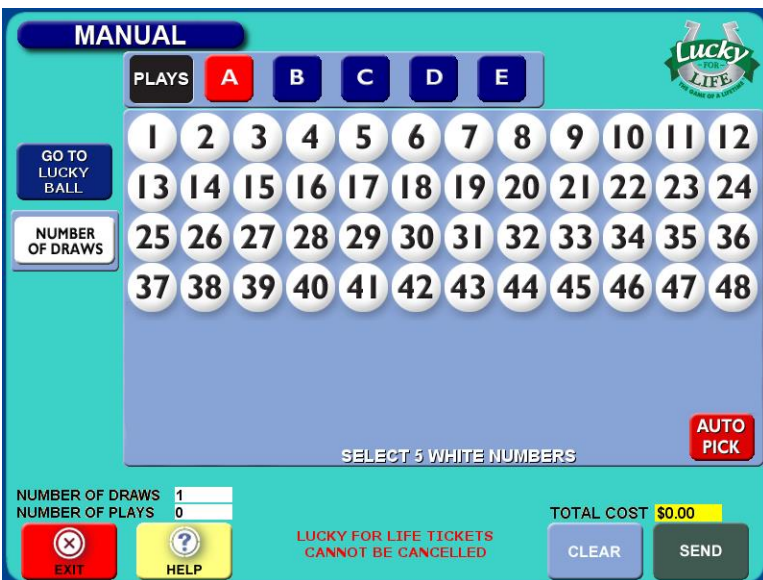 MANUAL
Lucky
-FOR-
LIFE
THE GAME OF A LIFETIME
PLAYS A B C D E
1 2 3 4 5 6 7 8 9 10 11 12
GO TO
LUCKY
BALL
13 14 15 16 17 18 19 20 21 22 23 24
NUMBER
OF DRAWS
25 26 27 28 29 30 31 32 33 34 35 36
37 38 39 40 41 42 43 44 45 46 47 48
AUTO
PICK
SELECT 5 WHITE NUMBERS
NUMBER OF DRAWS 1
NUMBER OF PLAYS 0
TOTAL COST $0.00
EXIT
?
HELP
LUCKY FOR LIFE TICKETS
CANNOT BE CANCELLED
CLEAR
SEND